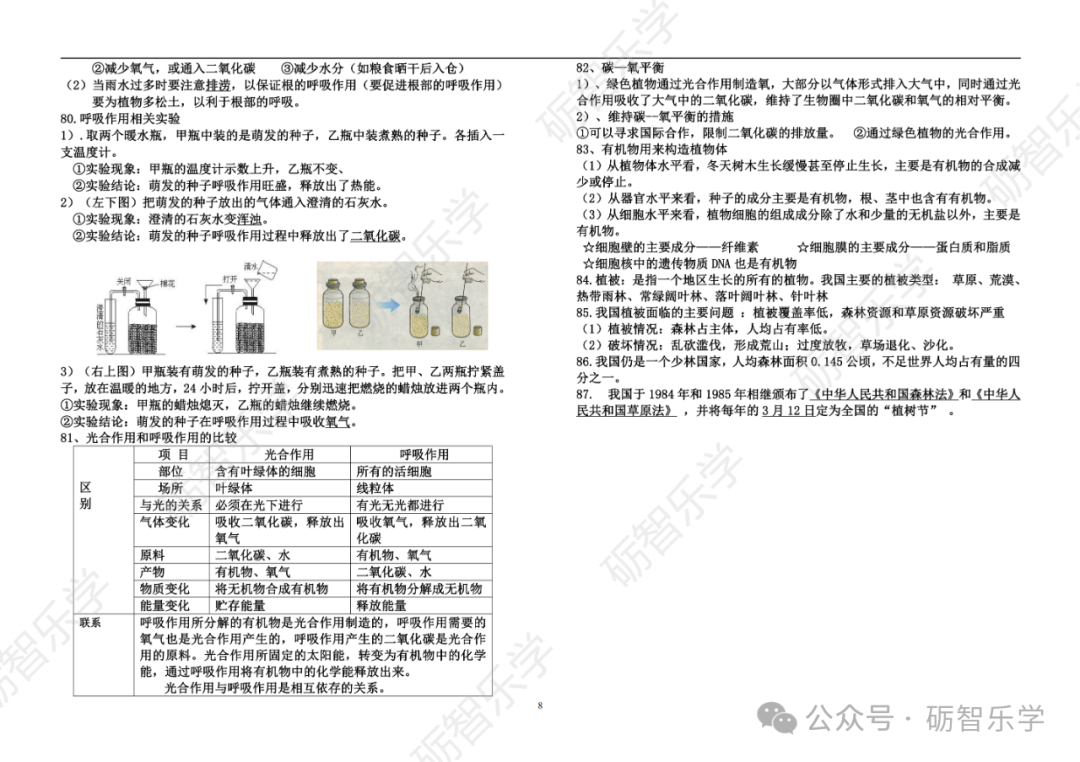 ②减少氧气，或通入二氧化碳 ③减少水分（如粮食晒干后入仓）
（2）当雨水过多时要注意排涝，以保证根的呼吸作用（要促进根部的呼吸作用）
要为植物多松土，以利于根部的呼吸。
80.呼吸作用相关实验
1）.取两个暖水瓶，甲瓶中装的是萌发的种子，乙瓶中装煮熟的种子。各插入一
支温度计。
①实验现象：甲瓶的温度计示数上升，乙瓶不变、
②实验结论：萌发的种子呼吸作用旺盛，释放出了热能。
2）（左下图）把萌发的种子放出的气体通入澄清的石灰水。
①实验现象：澄清的石灰水变浑浊。
②实验结论：萌发的种子呼吸作用过程中释放出了二氧化碳。
关闭 棉花 澄清的石灰水
打开 清水
甲 乙 甲 乙
3）（右上图）甲瓶装有萌发的种子，乙瓶装有煮熟的种子。把甲、乙两瓶拧紧盖
子，放在温暖的地方，24 小时后，拧开盖，分别迅速把燃烧的蜡烛放进两个瓶内。
①实验现象：甲瓶的蜡烛熄灭，乙瓶的蜡烛继续燃烧。
②实验结论：萌发的种子在呼吸作用过程中吸收氧气。
81、光合作用和呼吸作用的比较
区别
项 目 光合作用 呼吸作用
部位 含有叶绿体的细胞 所有的活细胞
场所 叶绿体 线粒体
与光的关系 必须在光下进行 有光无光都进行
气体变化 吸收二氧化碳，释放出氧气 吸收氧气，释放出二氧化碳
原料 二氧化碳、水 有机物、氧气
产物 有机物、氧气 二氧化碳、水
物质变化 将无机物合成有机物 将有机物分解成无机物
能量变化 贮存能量 释放能量
联系 呼吸作用所分解的有机物是光合作用制造的，呼吸作用需要的
氧气也是光合作用产生的，呼吸作用产生的二氧化碳是光合作
用的原料。光合作用所固定的太阳能，转变为有机物中的化学
能，通过呼吸作用将有机物中的化学能释放出来。
光合作用与呼吸作用是相互依存的关系。
82、碳—氧平衡
1）、绿色植物通过光合作用制造氧，大部分以气体形式排入大气中，同时通过光
合作用吸收了大气中的二氧化碳，维持了生物圈中二氧化碳和氧气的相对平衡。
2）、维持碳--氧平衡的措施
①可以寻求国际合作，限制二氧化碳的排放量。 ②通过绿色植物的光合作用。
83、有机物用来构造植物体
（1）从植物体水平看，冬天树木生长缓慢甚至停止生长，主要是有机物的合成减
少或停止。
（2）从器官水平来看，种子的成分主要是有机物，根、茎中也含有有机物。
（3）从细胞水平来看，植物细胞的组成成分除了水和少量的无机盐以外，主要是
有机物。
☆细胞壁的主要成分——纤维素 ☆细胞膜的主要成分——蛋白质和脂质
☆细胞核中的遗传物质 DNA 也是有机物
84.植被：是指一个地区生长的所有的植物。我国主要的植被类型： 草原、荒漠、
热带雨林、常绿阔叶林、落叶阔叶林、针叶林
85.我国植被面临的主要问题 ：植被覆盖率低，森林资源和草原资源破坏严重
（1）植被情况：森林占主体，人均占有率低。
（2）破坏情况：乱砍滥伐，形成荒山；过度放牧，草场退化、沙化。
86.我国仍是一个少林国家，人均森林面积 0.145 公顷，不足世界人均占有量的四
分之一。
87. 我国于 1984 年和 1985 年相继颁布了《中华人民共和国森林法》和《中华人
民共和国草原法》 ，并将每年的 3 月 12 日定为全国的“植树节” 。
8
公众号 · 砺智乐学
砺智乐学
砺智乐学
砺智乐学
砺智乐学
砺智乐学
砺智乐学